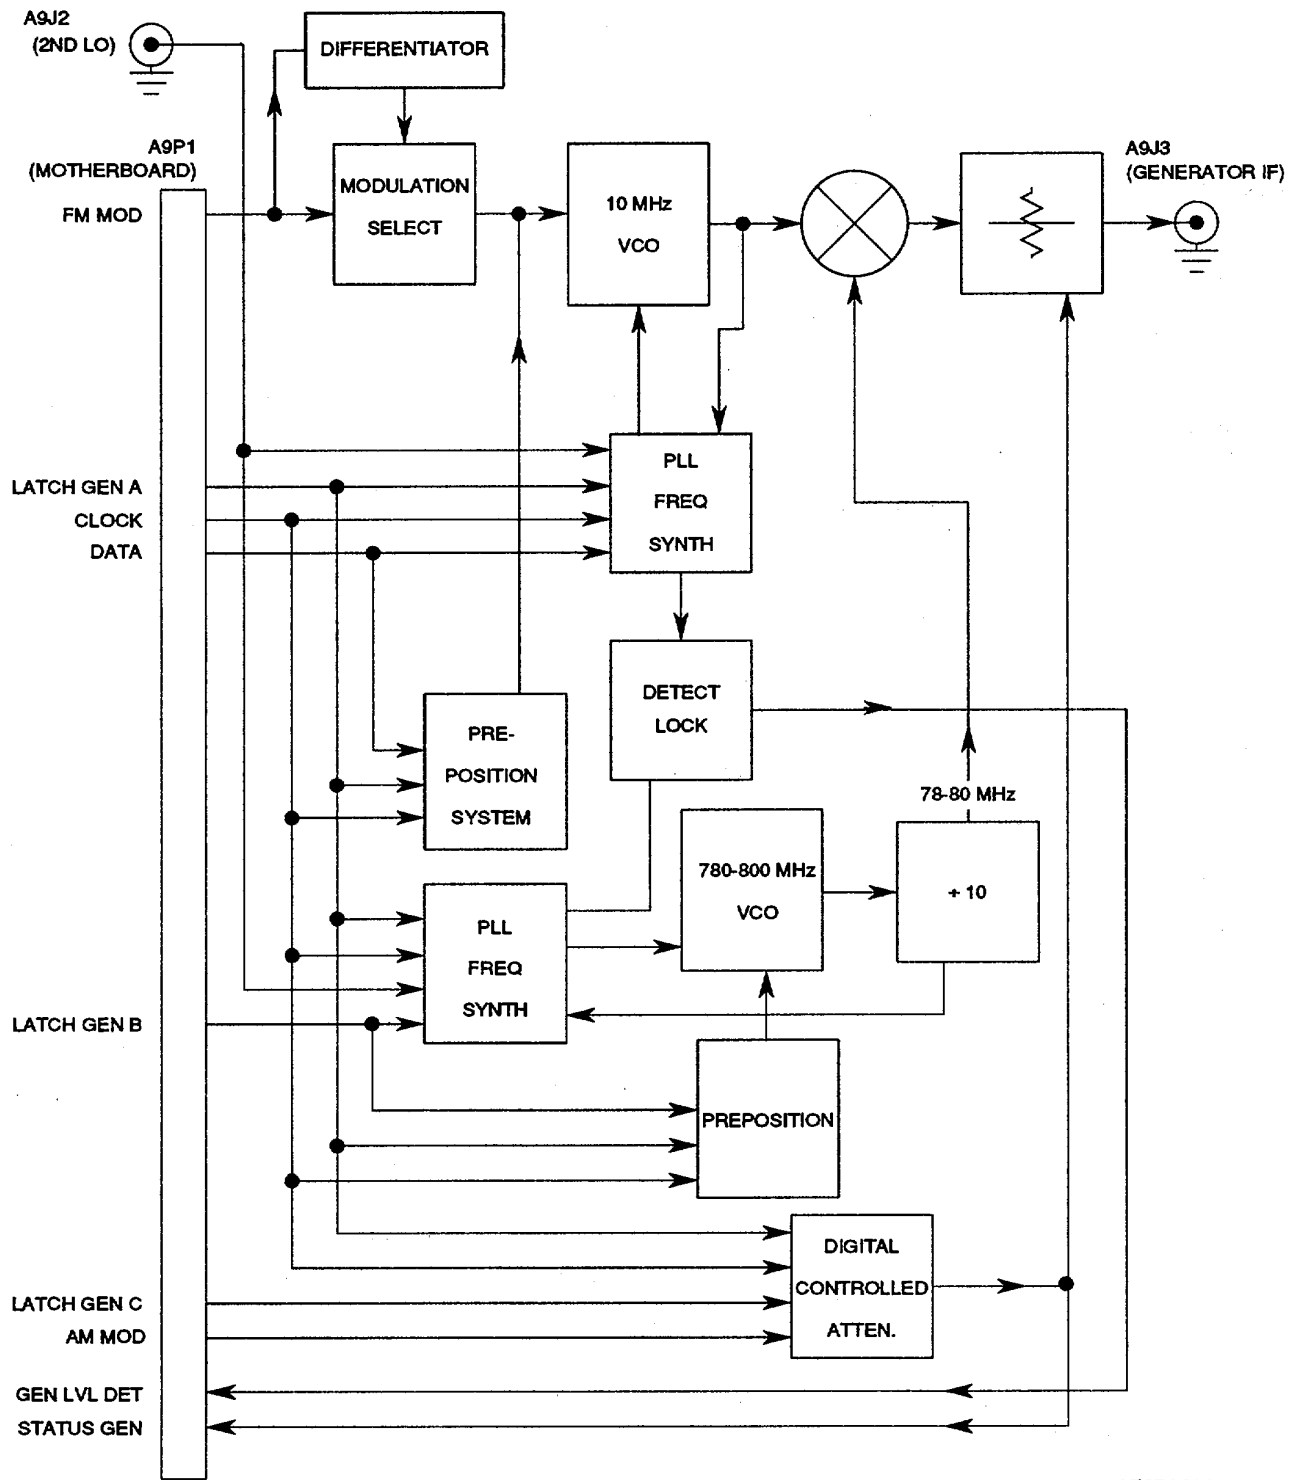 A9J2
(2ND LO)
DIFFERENTIATOR
A9P1
(MOTHERBOARD)
FM MOD
MODULATION
SELECT
10 MHz
VCO
A9J3
(GENERATOR IF)
LATCH GEN A
CLOCK
DATA
PLL
FREQ
SYNTH
DETECT
LOCK
PRE-
POSITION
SYSTEM
78-80 MHz
780-800 MHz
VCO
÷ 10
PLL
FREQ
SYNTH
LATCH GEN B
PREPOSITION
DIGITAL
CONTROLLED
ATTEN.
LATCH GEN C
AM MOD
GEN LVL DET
STATUS GEN